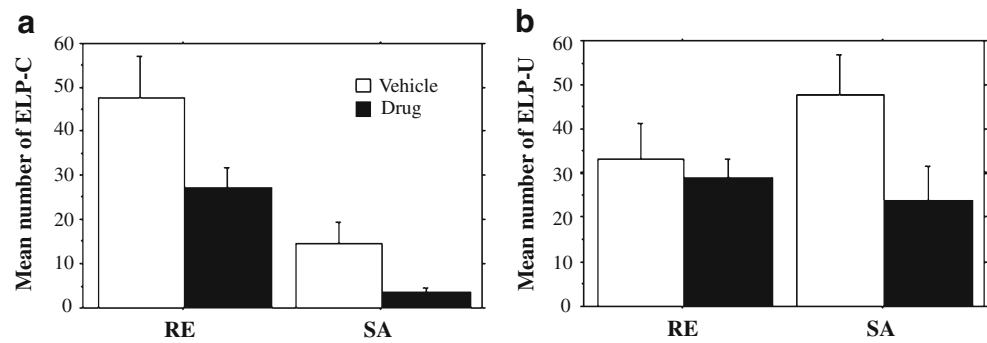 a
Mean number of ELP-C
60
50
40
30
20
10
0
Vehicle
Drug
RE SA
b
Mean number of ELP-U
60
50
40
30
20
10
0
RE SA